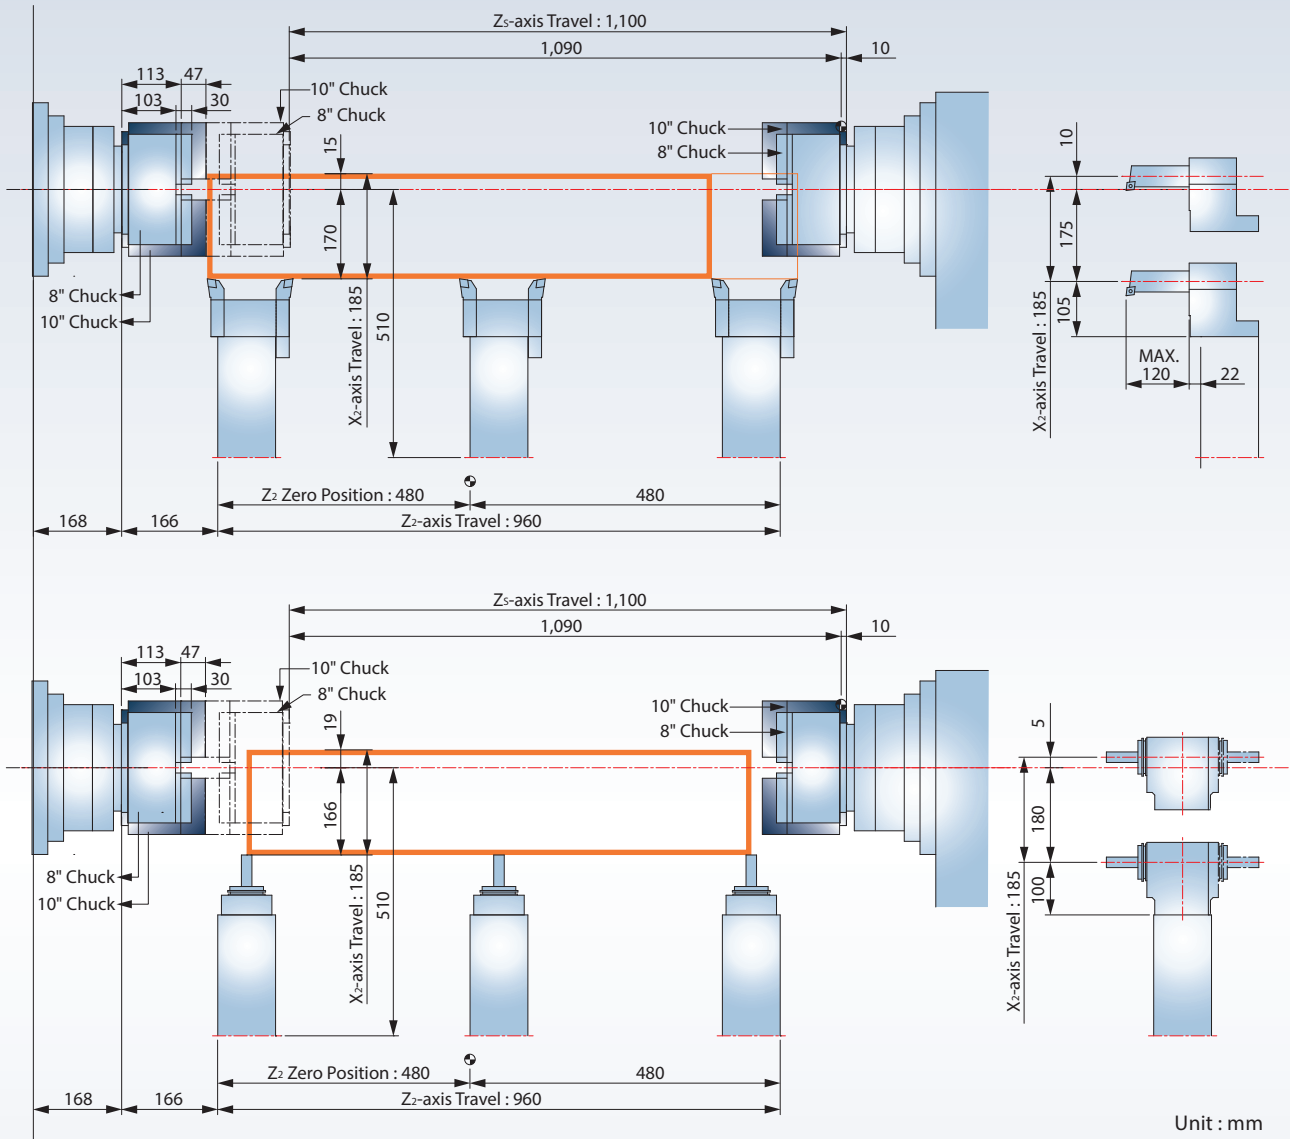 Zs-axis Travel : 1,100
1,090
10
113
47
103
30
10" Chuck
8" Chuck
10" Chuck
8" Chuck
15
170
X2-axis Travel : 185
510
8" Chuck
10" Chuck
10
175
X2-axis Travel : 185
105
MAX.
120
22
Z2 Zero Position : 480
480
168
166
Z2-axis Travel : 960
Zs-axis Travel : 1,100
1,090
10
113
47
103
30
10" Chuck
8" Chuck
10" Chuck
8" Chuck
19
166
X2-axis Travel : 185
510
8" Chuck
10" Chuck
5
180
X2-axis Travel : 185
100
Z2 Zero Position : 480
480
168
166
Z2-axis Travel : 960
Unit : mm